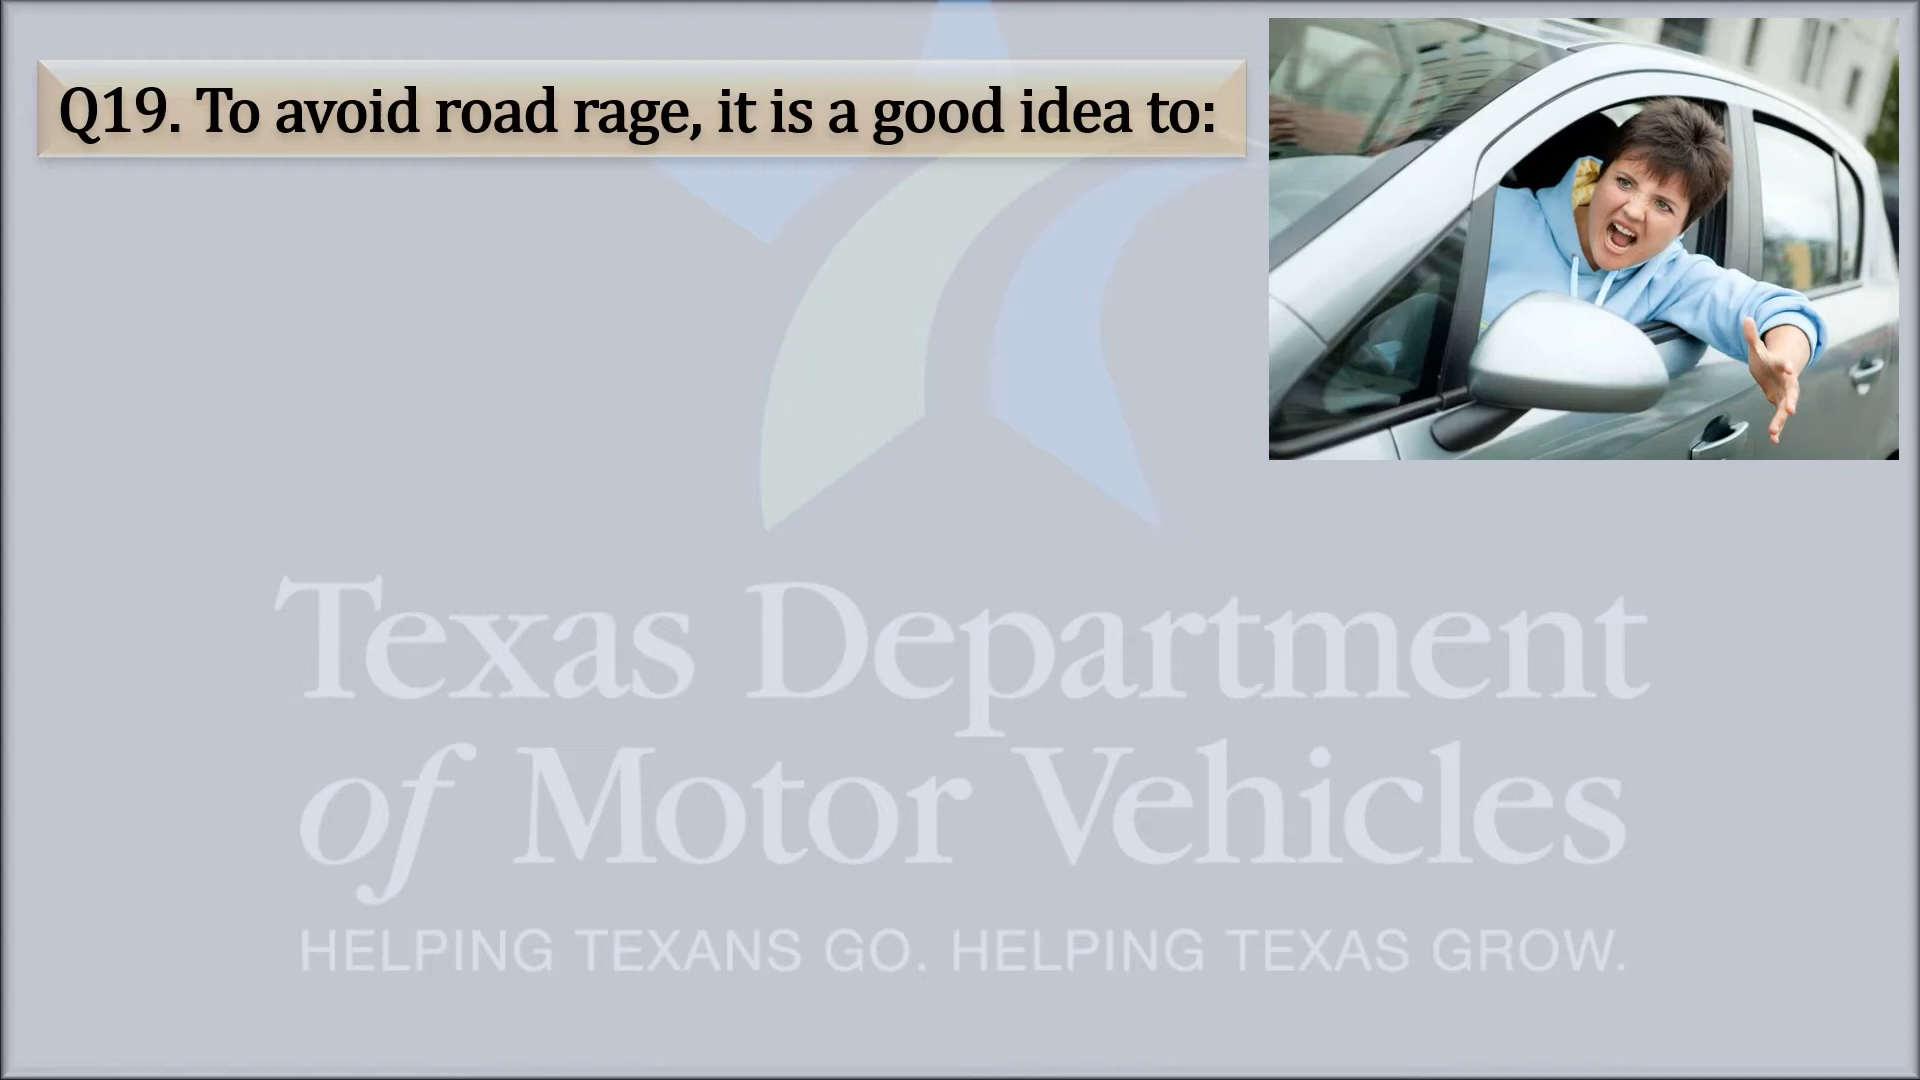 Q19. To avoid road rage, it is a good idea to:
Texas Department
of Motor Vehicles
HELPING TEXANS GO. HELPING TEXAS GROW.